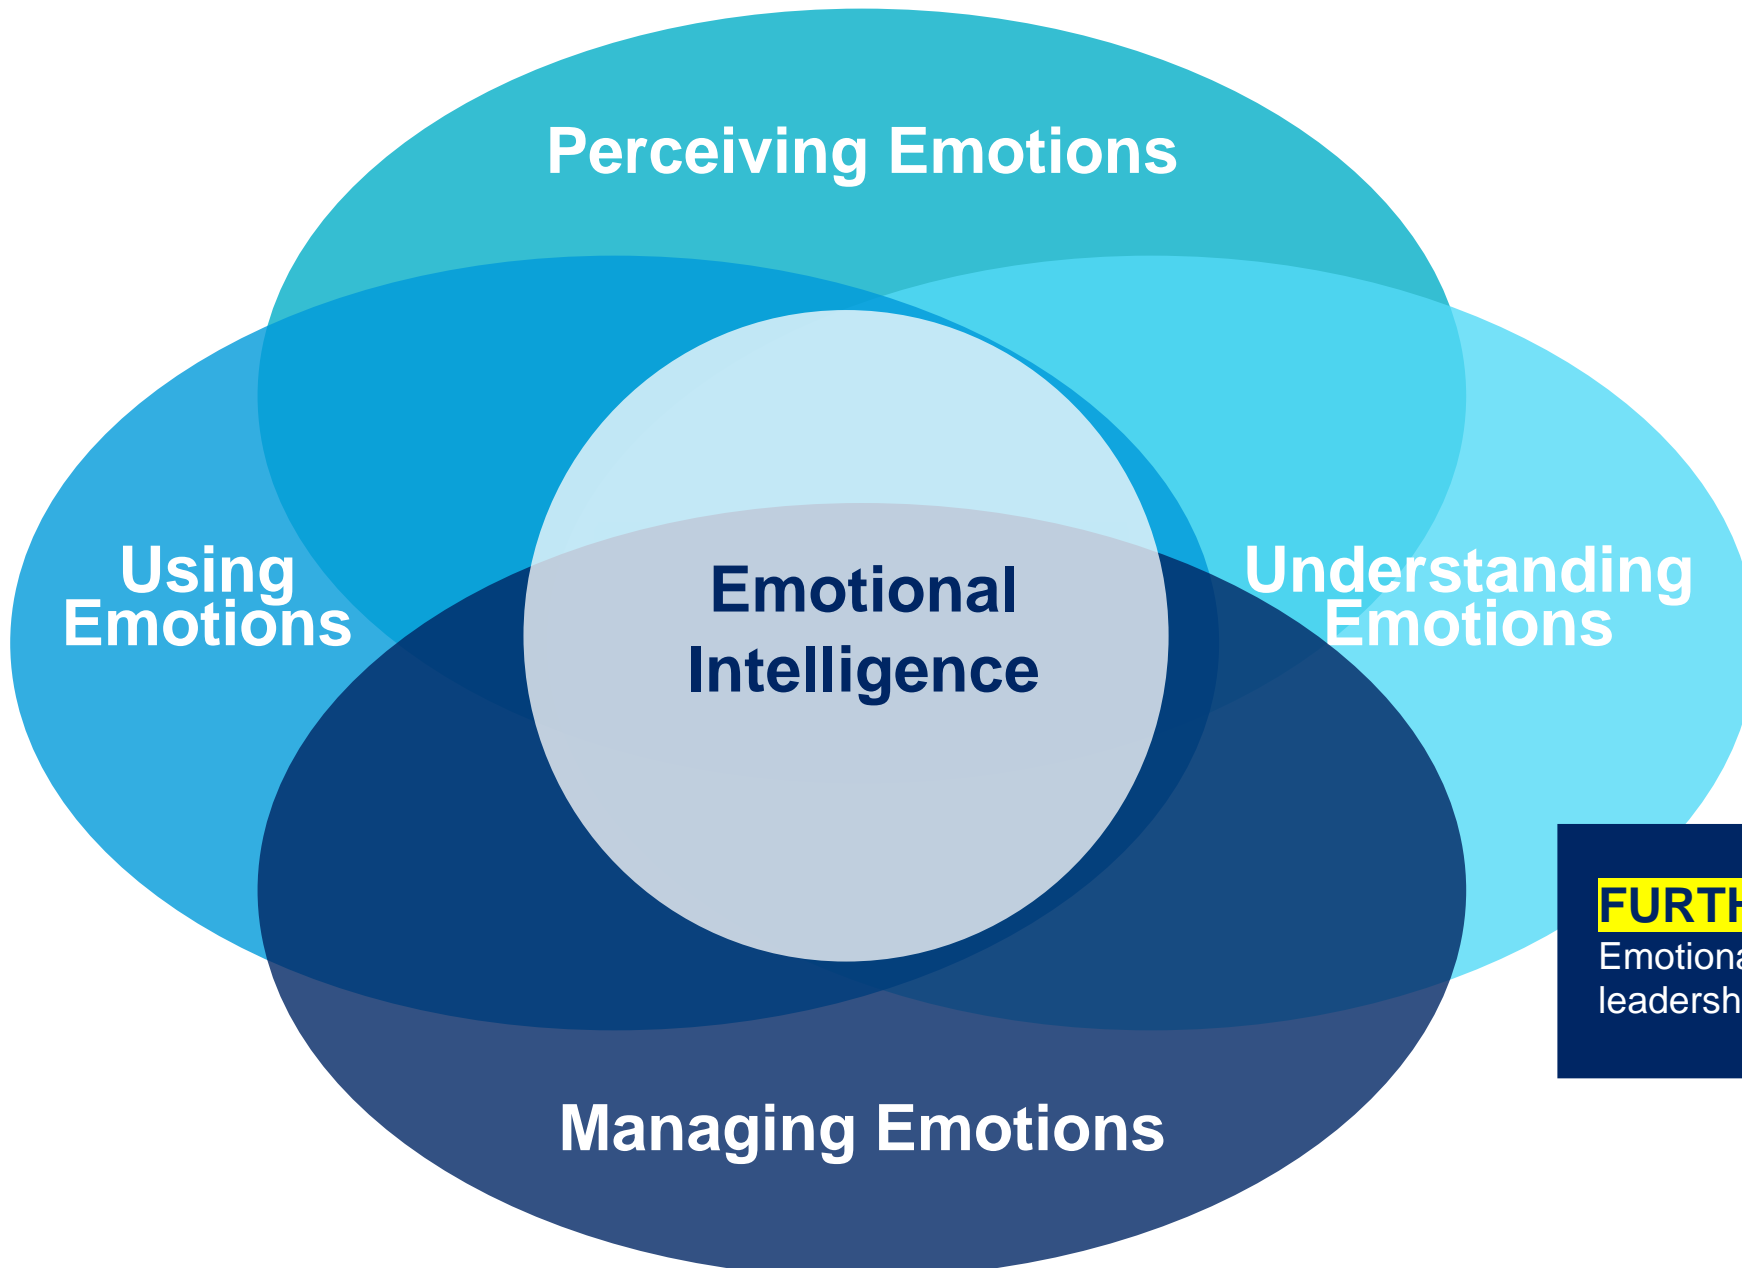 Perceiving Emotions
Using
Emotions
Emotional
Intelligence
Understanding
Emotions
Managing Emotions